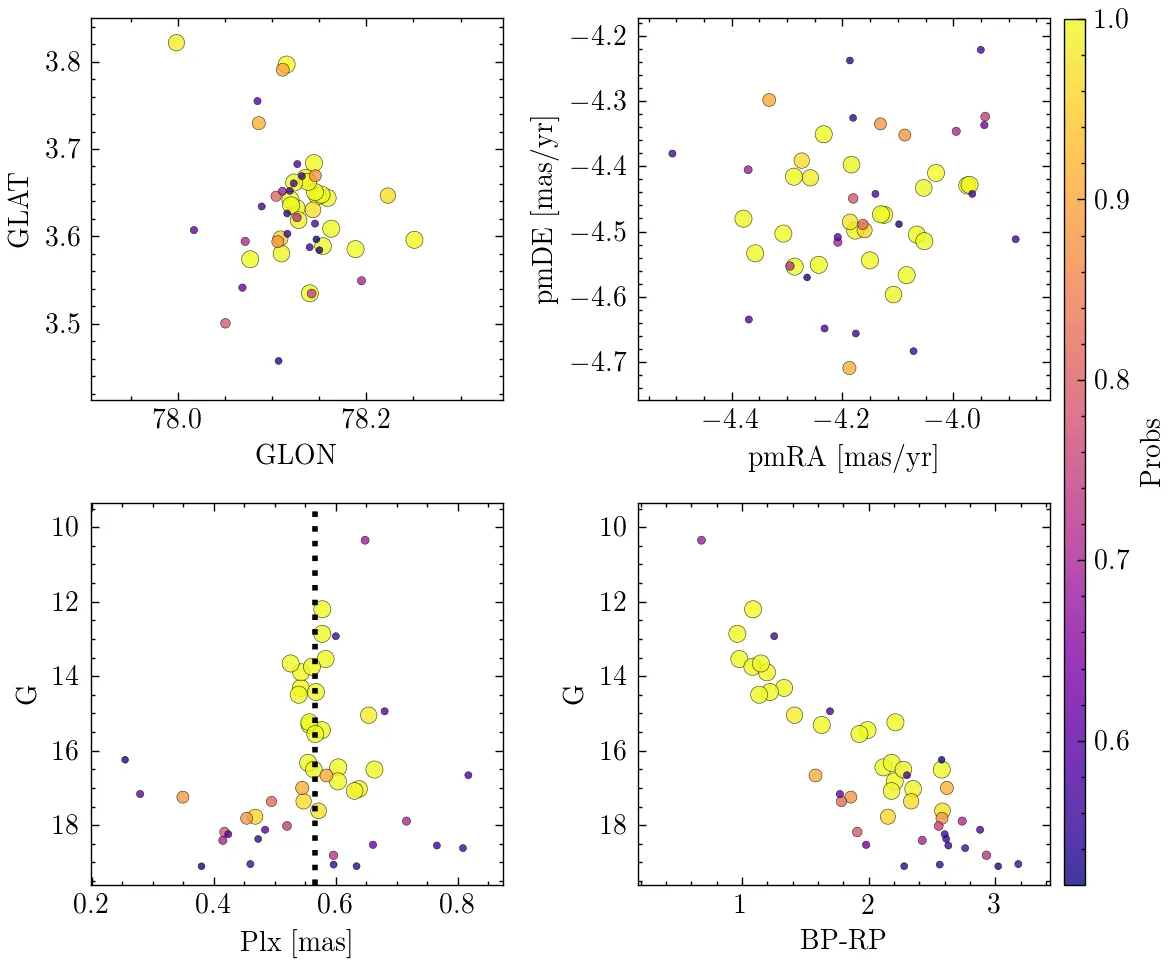 3.8
3.7
3.6
3.5
GLAT
78.0 78.2
GLON
−4.2
−4.3
−4.4
−4.5
−4.6
−4.7
pmDE [mas/yr]
−4.4 −4.2 −4.0
pmRA [mas/yr]
10
12
14
16
18
G
0.2 0.4 0.6 0.8
Plx [mas]
10
12
14
16
18
G
1 2 3
BP-RP
1.0
0.9
0.8
0.7
0.6
Probs